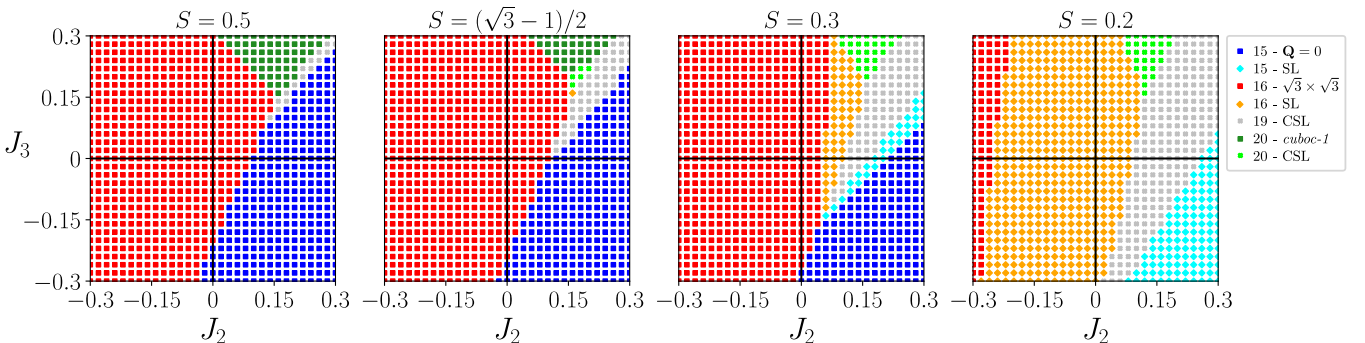 S = 0.5
S = (√3 − 1)/2
S = 0.3
S = 0.2
J₃
0.3
0.15
0
−0.15
−0.3
−0.3 −0.15 0 0.15 0.3
−0.3 −0.15 0 0.15 0.3
−0.3 −0.15 0 0.15 0.3
−0.3 −0.15 0 0.15 0.3
J₂
J₂
J₂
J₂
15 - Q = 0
15 - SL
16 - √3 × √3
16 - SL
19 - CSL
20 - cuboc-1
20 - CSL